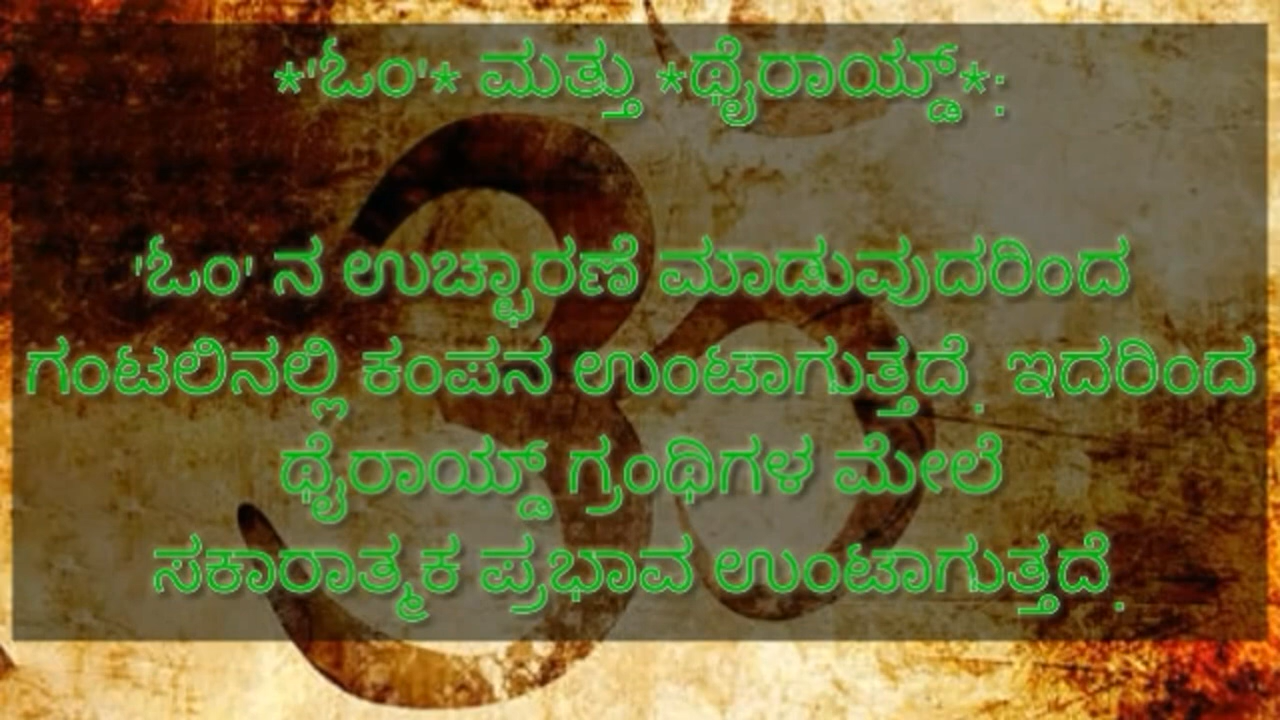 *'ಓಂ'* ಮತ್ತು *ಥೈರಾಯ್ಡ್*:
'ಓಂ' ನ ಉಚ್ಛಾರಣೆ ಮಾಡುವುದರಿಂದ
ಗಂಟಲಿನಲ್ಲಿ ಕಂಪನ ಉಂಟಾಗುತ್ತದೆ. ಇದರಿಂದ
ಥೈರಾಯ್ಡ್ ಗ್ರಂಥಿಗಳ ಮೇಲೆ
ಸಕಾರಾತ್ಮಕ ಪ್ರಭಾವ ಉಂಟಾಗುತ್ತದೆ.